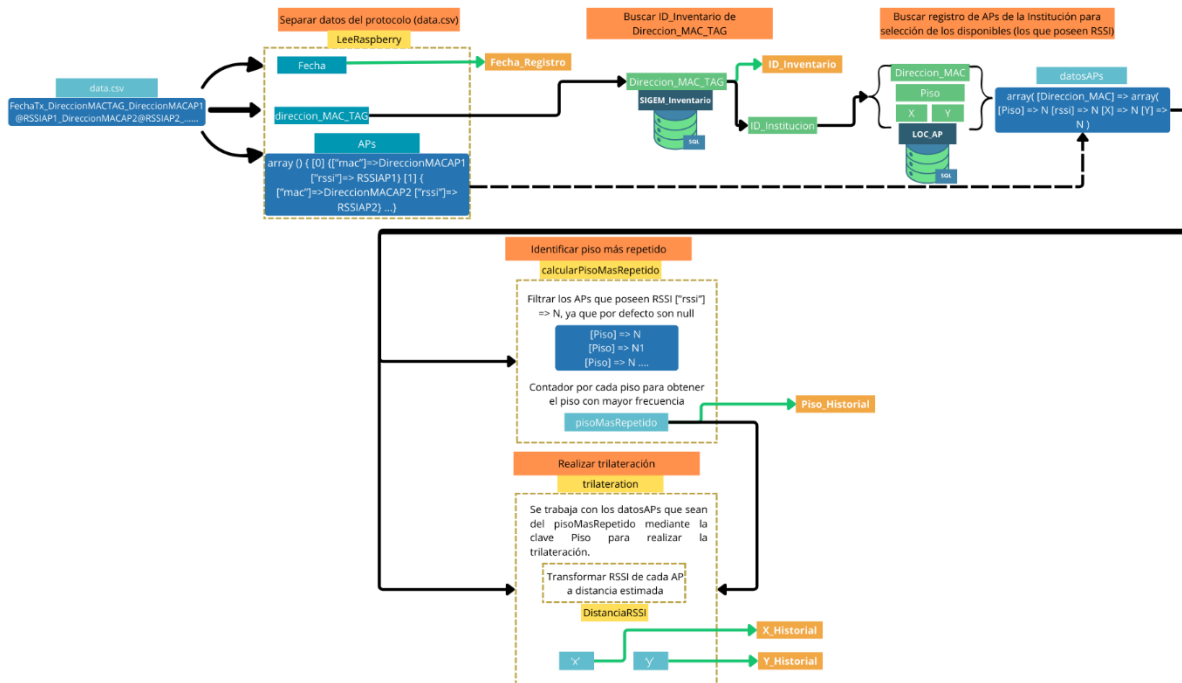 Separar datos del protocolo (data.csv)
LeeRaspberry
Buscar ID_Inventario de
Direccion_MAC_TAG
Buscar registro de APs de la Institución para
selección de los disponibles (los que poseen RSSI)
data.csv
FechaTx_DireccionMACTAG_DireccionMACAP1
@RSSIAP1_DireccionMACAP2@RSSIAP2_......
Fecha
Fecha_Registro
direccion_MAC_TAG
APs
array () { [0] {["mac"]=>DireccionMACAP1
["rssi"]=> RSSIAP1} [1] {
["mac"]=>DireccionMACAP2 ["rssi"]=>
RSSIAP2} ...}
Direccion_MAC_TAG
SIGEM_Inventario
SQL
ID_Inventario
ID_Institucion
Direccion_MAC
Piso
X
Y
LOC_AP
SQL
datosAPs
array( [Direccion_MAC] => array(
[Piso] => N [rssi] => N [X] => N [Y] =>
N )
Identificar piso más repetido
calcularPisoMasRepetido
Filtrar los APs que poseen RSSI ["rssi"]
=> N, ya que por defecto son null
[Piso] => N
[Piso] => N1
[Piso] => N ....
Contador por cada piso para obtener
el piso con mayor frecuencia
pisoMasRepetido
Piso_Historial
Realizar trilateración
trilateration
Se trabaja con los datosAPs que sean
del pisoMasRepetido mediante la
clave Piso para realizar la
trilateración.
Transformar RSSI de cada AP
a distancia estimada
DistanciaRSSI
'x'
'y'
X_Historial
Y_Historial